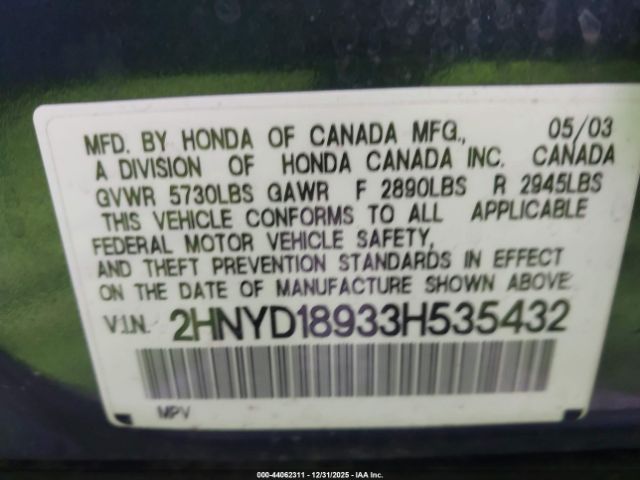 MFD. BY HONDA OF CANADA MFG., 05/03
A DIVISION OF HONDA CANADA INC. CANADA
GVWR 5730LBS GAWR F 2890LBS R 2945LBS
THIS VEHICLE CONFORMS TO ALL APPLICABLE
FEDERAL MOTOR VEHICLE SAFETY,
AND THEFT PREVENTION STANDARDS IN EFFECT
ON THE DATE OF MANUFACTURE SHOWN ABOVE.
V.I.N. 2HNYD18933H535432
MPV
000-44062311 - 12/31/2025 - IAA Inc.